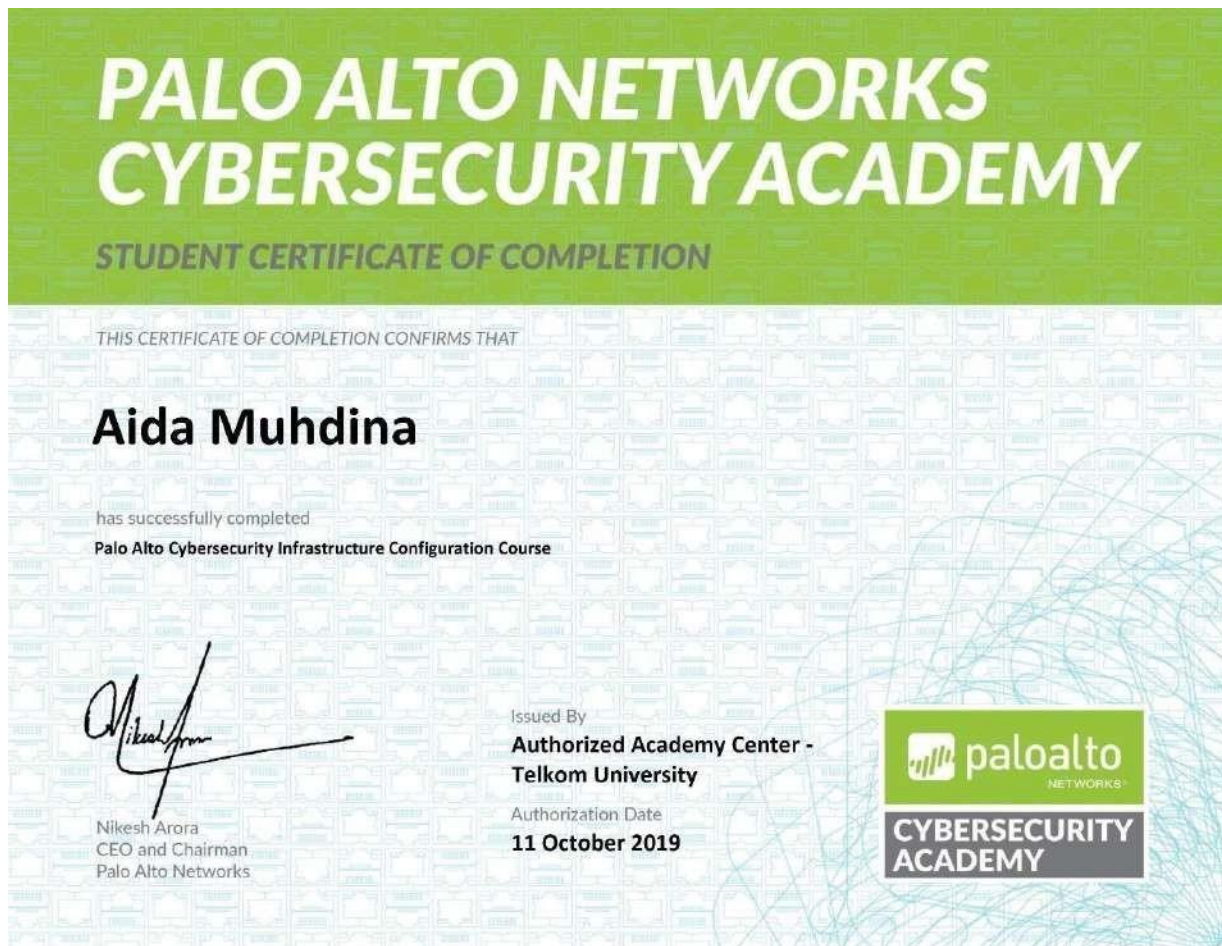 PALO ALTO NETWORKS
CYBERSECURITY ACADEMY
STUDENT CERTIFICATE OF COMPLETION
THIS CERTIFICATE OF COMPLETION CONFIRMS THAT
Aida Muhdina
has successfully completed
Palo Alto Cybersecurity Infrastructure Configuration Course
Nikesh Arora
Nikesh Arora
CEO and Chairman
Palo Alto Networks
Issued By
Authorized Academy Center -
Telkom University
Authorization Date
11 October 2019
paloalto
NETWORKS®
CYBERSECURITY
ACADEMY